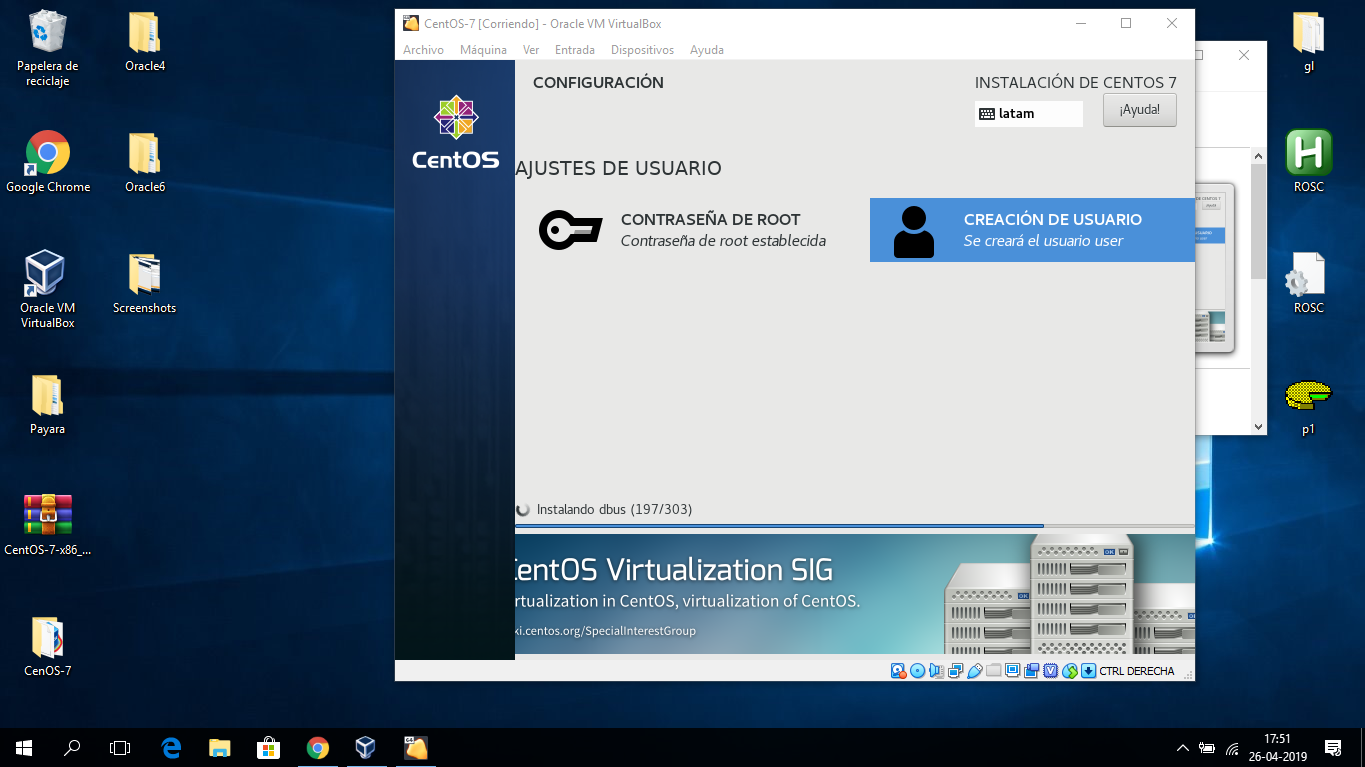 Papelera de
reciclaje
Oracle4
Google Chrome
Oracle6
Oracle VM
VirtualBox
Screenshots
Payara
CentOS-7-x86_...
CenOS-7
CentOS-7 [Corriendo] - Oracle VM VirtualBox
Archivo Máquina Ver Entrada Dispositivos Ayuda
CentOS
CONFIGURACIÓN
INSTALACIÓN DE CENTOS 7
latam
¡Ayuda!
AJUSTES DE USUARIO
CONTRASEÑA DE ROOT
Contraseña de root establecida
CREACIÓN DE USUARIO
Se creará el usuario user
Instalando dbus (197/303)
CentOS Virtualization SIG
rtualization in CentOS, virtualization of CentOS.
ki.centos.org/SpecialInterestGroup
OK
OK
OK
CTRL DERECHA
gl
H
ROSC
ROSC
p1
17:51
26-04-2019